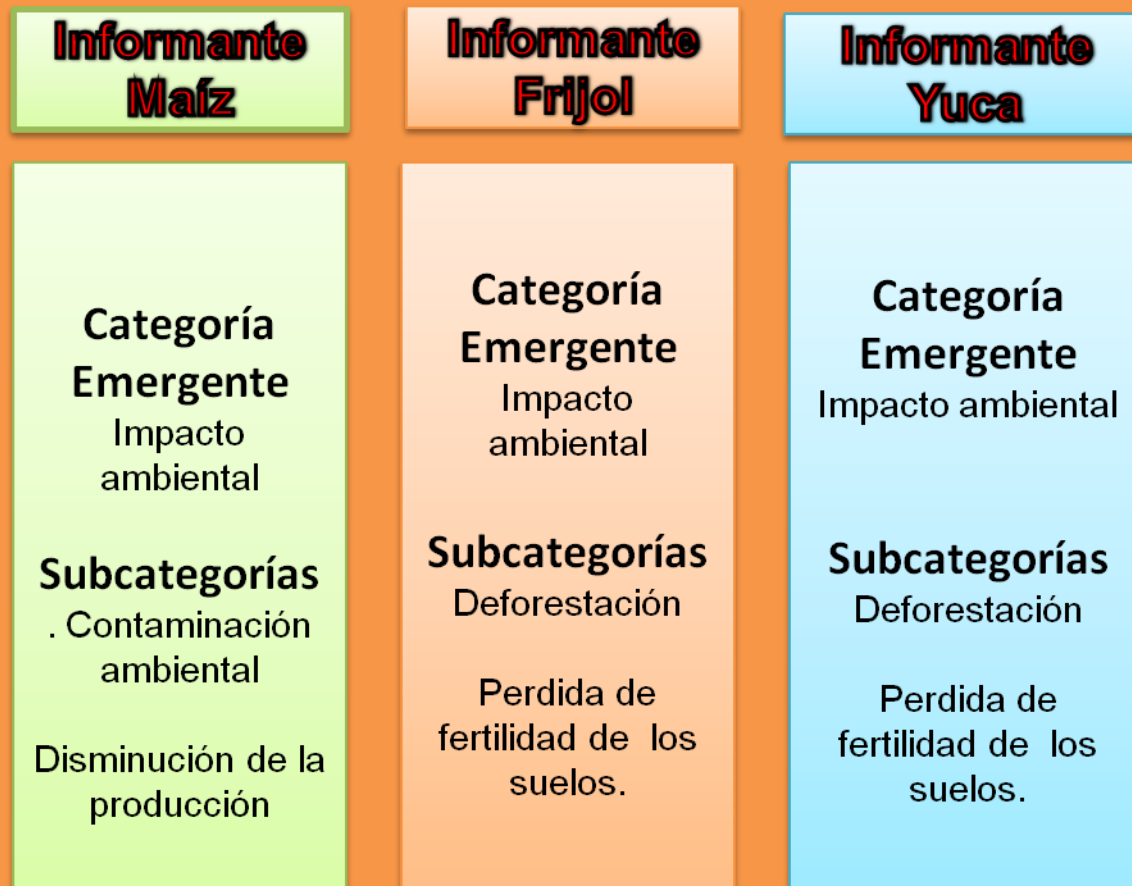 Informante
Maíz
Categoría
Emergente
Impacto
ambiental
Subcategorías
. Contaminación
ambiental
Disminución de la
producción
Informante
Frijol
Categoría
Emergente
Impacto
ambiental
Subcategorías
Deforestación
Perdida de
fertilidad de  los
suelos.
Informante
Yuca
Categoría
Emergente
Impacto ambiental
Subcategorías
Deforestación
Perdida de
fertilidad de  los
suelos.